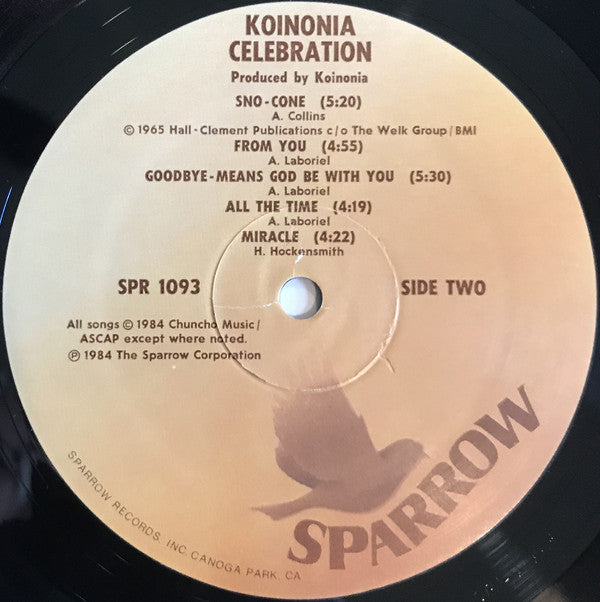 KOINONIA
CELEBRATION
Produced by Koinonia
SNO-CONE (5:20)
A. Collins
© 1965 Hall-Clement Publications c/o The Welk Group/BMI
FROM YOU (4:55)
A. Laboriel
GOODBYE-MEANS GOD BE WITH YOU (5:30)
A. Laboriel
ALL THE TIME (4:19)
A. Laboriel
MIRACLE (4:22)
H. Hockensmith
SPR 1093
SIDE TWO
All songs © 1984 Chuncho Music/
ASCAP except where noted.
℗ 1984 The Sparrow Corporation
SPARROW
SPARROW RECORDS, INC. CANOGA PARK, CA